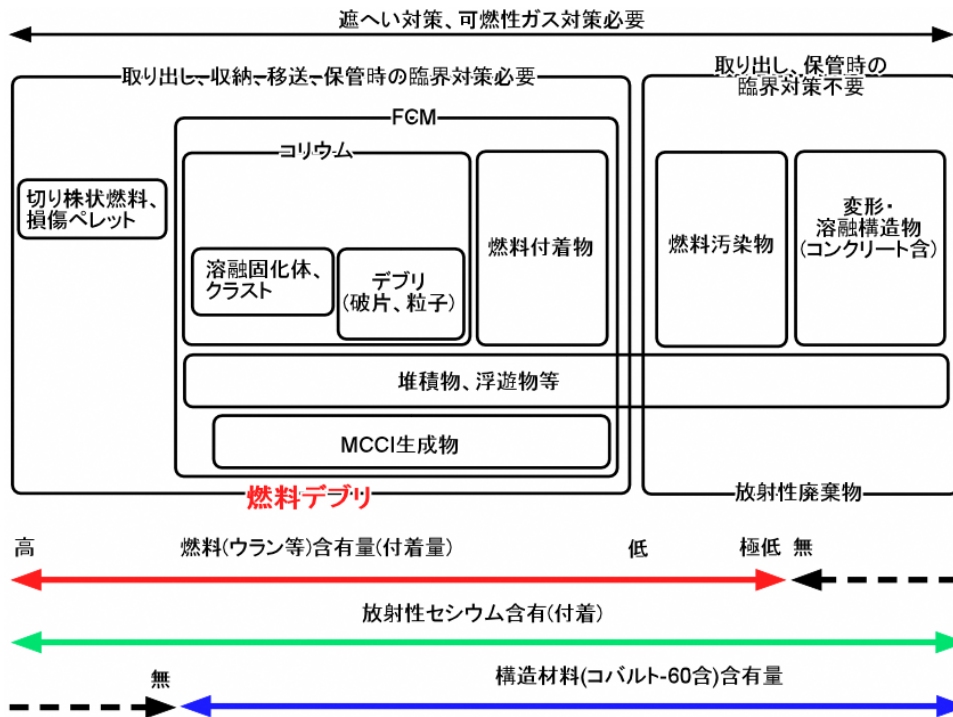 遮へい対策、可燃性ガス対策必要
取り出し、収納、移送、保管時の臨界対策必要
取り出し、保管時の
臨界対策不要
FCM
コリウム
切り株状燃料、
損傷ペレット
溶融固化体、
クラスト
デブリ
(破片、粒子)
燃料付着物
燃料汚染物
変形・
溶融構造物
(コンクリート含)
堆積物、浮遊物等
MCCI生成物
燃料デブリ
放射性廃棄物
高 燃料(ウラン等)含有量(付着量) 低 極低 無
放射性セシウム含有(付着)
無 構造材料(コバルト-60含)含有量